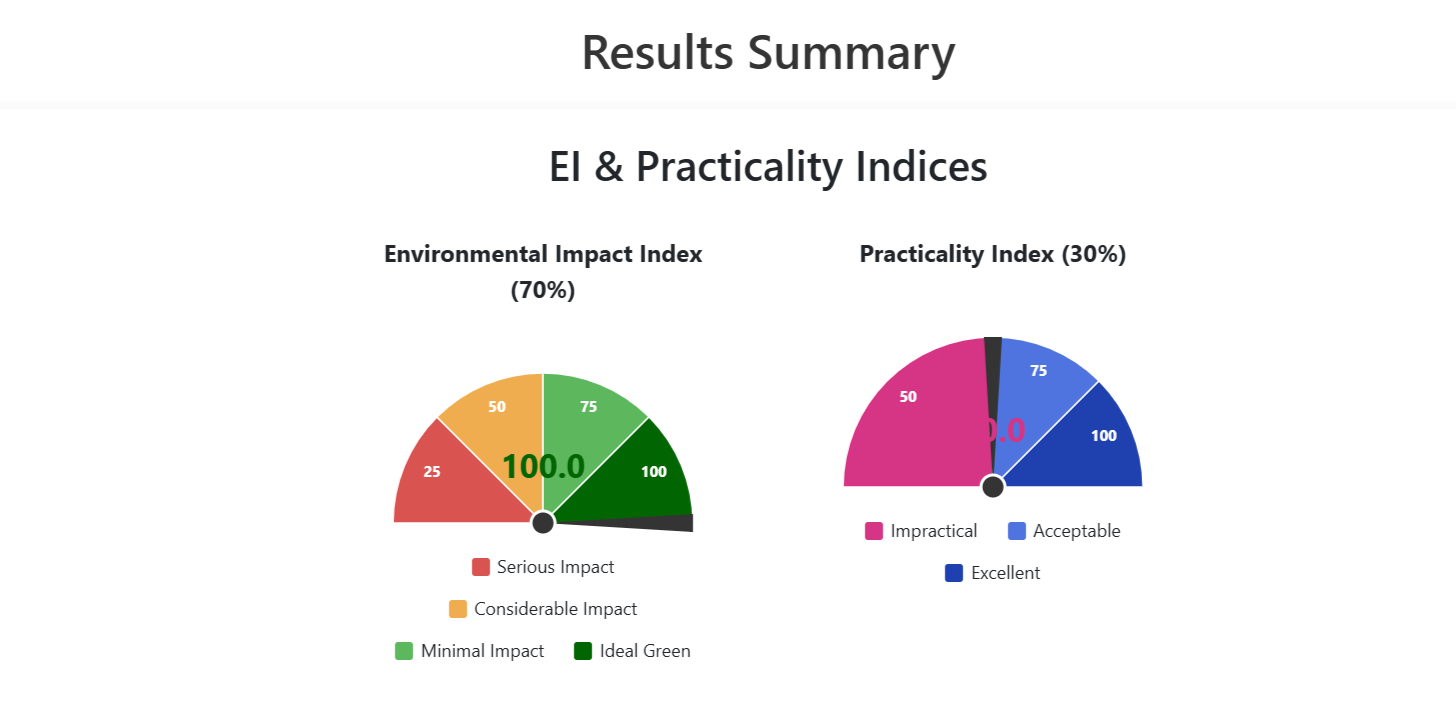 Results Summary
EI & Practicality Indices
Environmental Impact Index
(70%)
25
50
75
100
100.0
Serious Impact
Considerable Impact
Minimal Impact
Ideal Green
Practicality Index (30%)
50
75
100
Impractical
Acceptable
Excellent